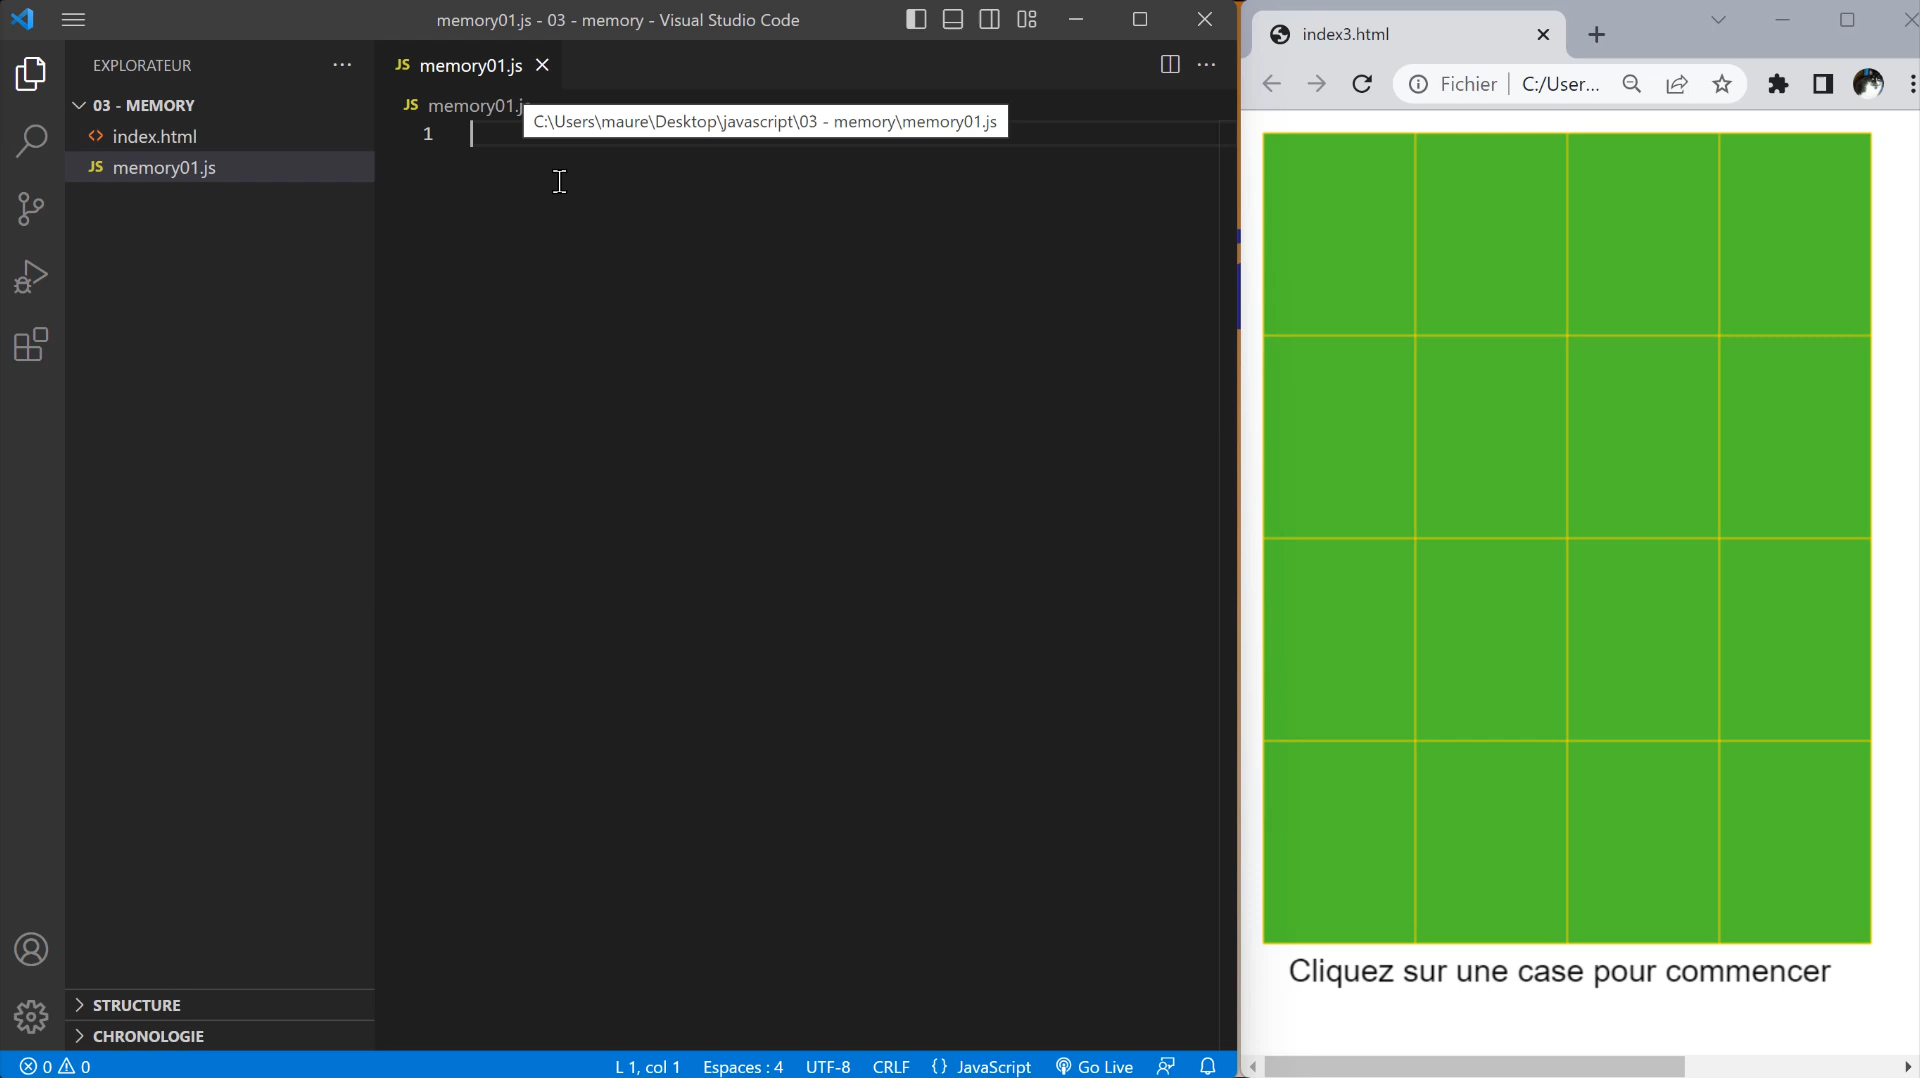 memory01.js - 03 - memory - Visual Studio Code
EXPLORATEUR
03 - MEMORY
index.html
JS memory01.js
STRUCTURE
CHRONOLOGIE
JS memory01.js
JS memory01.js
C:\Users\maure\Desktop\javascript\03 - memory\memory01.js
1
0 0
L 1, col 1
Espaces : 4
UTF-8
CRLF
{} JavaScript
Go Live
index3.html
Fichier
C:/User...
Cliquez sur une case pour commencer